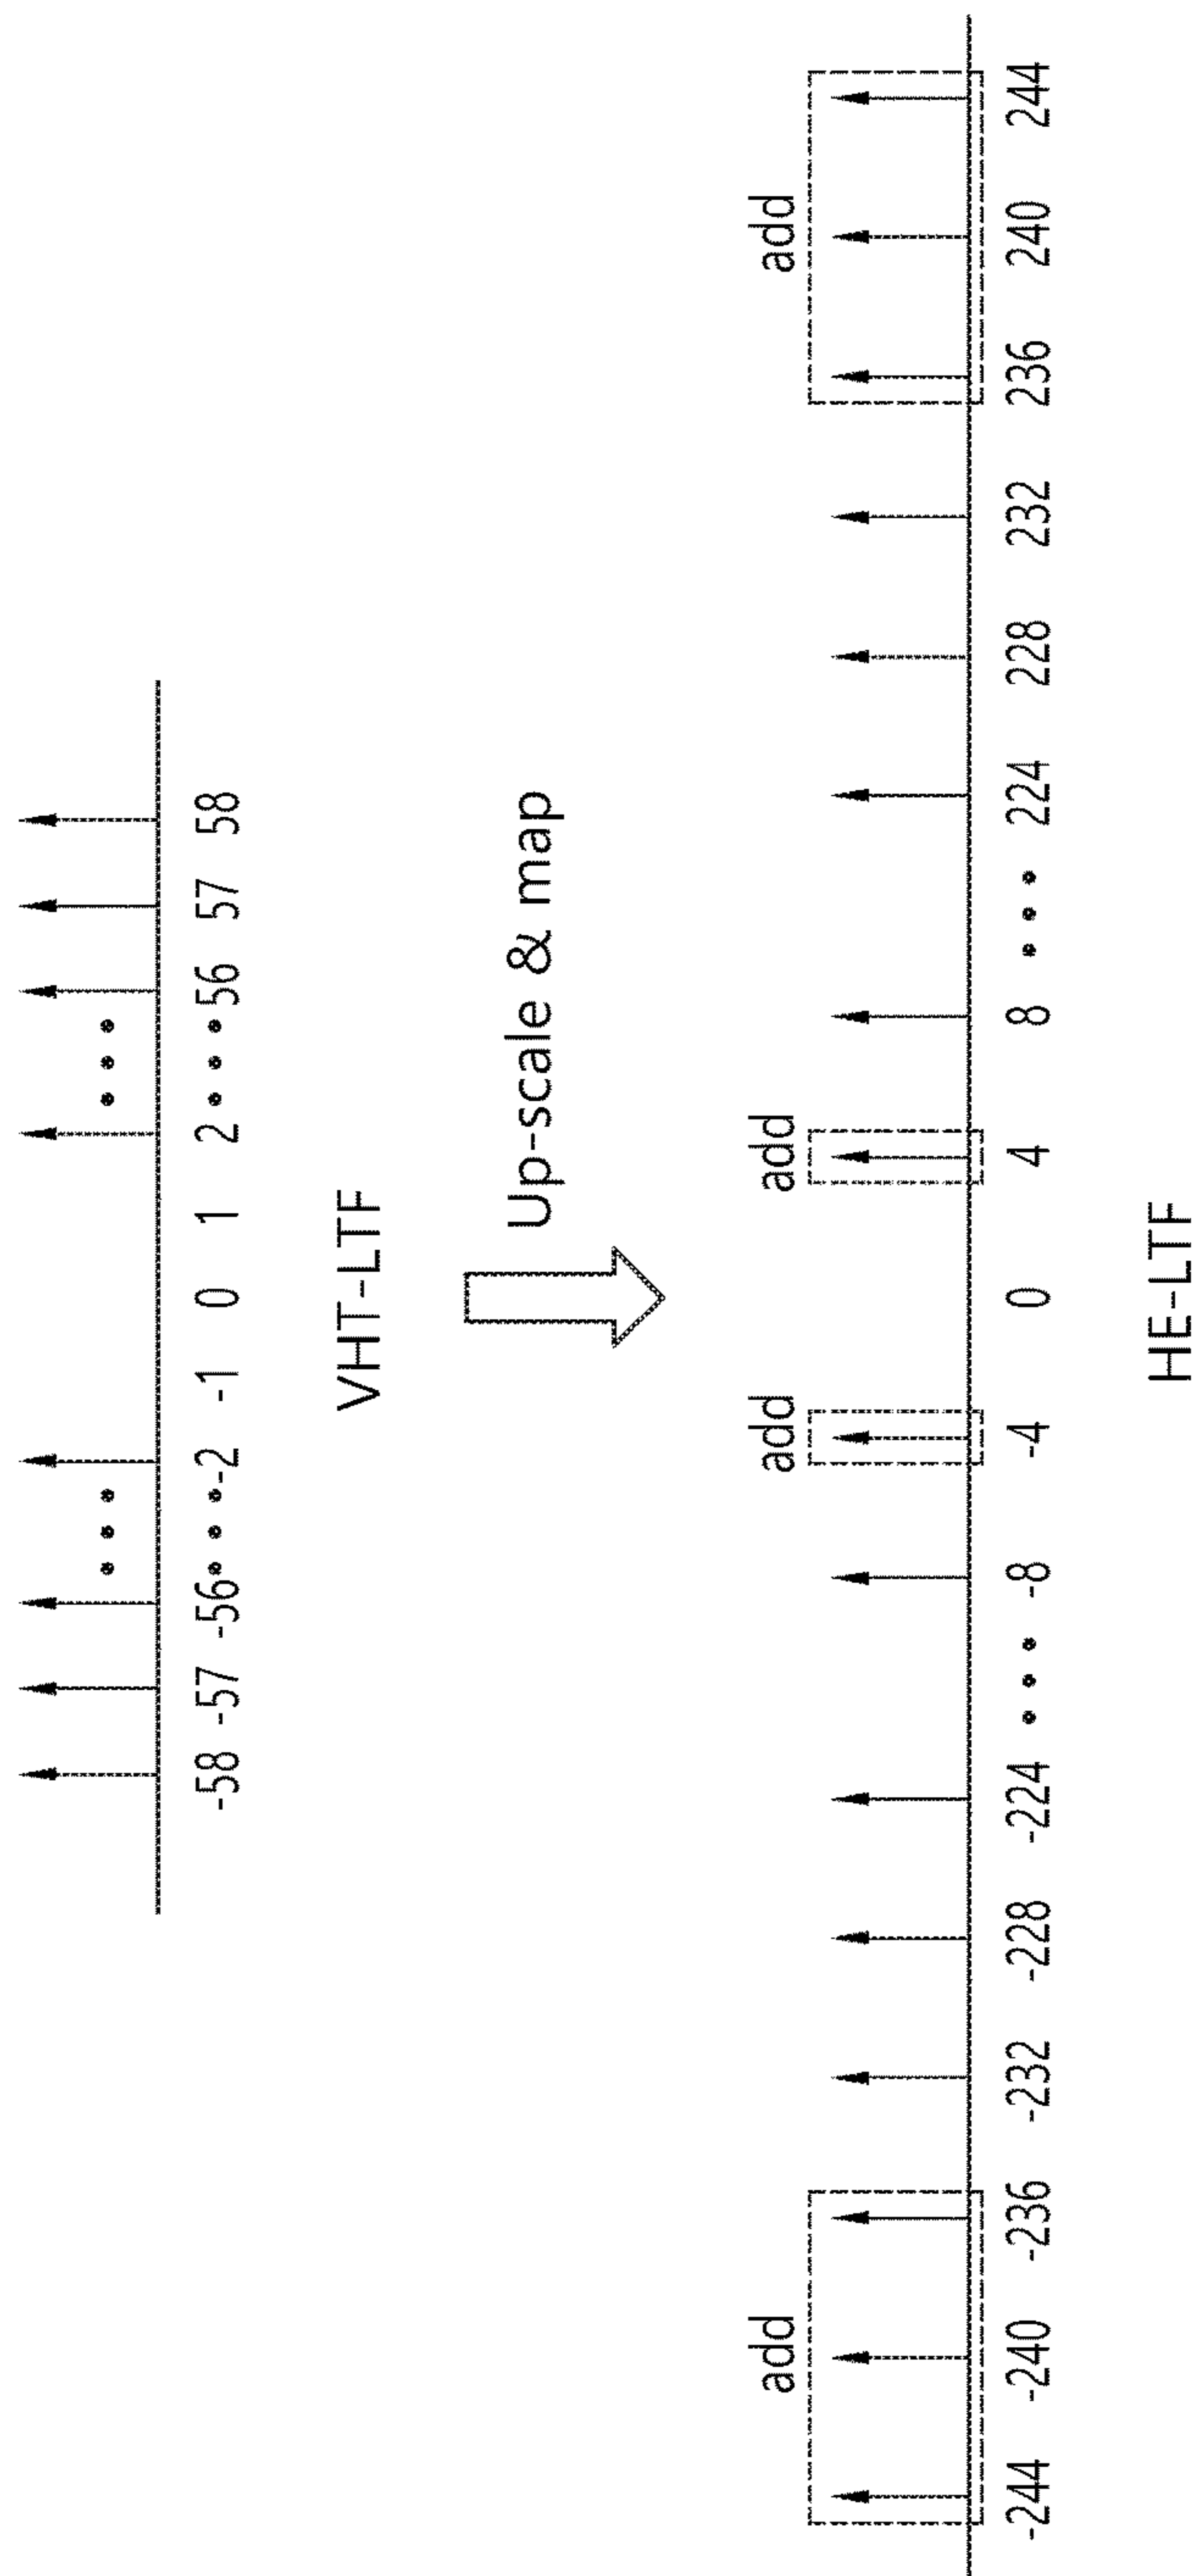 -58 -57 -56 • • • -2 -1 0 1 2 • • • 56 57 58
VHT-LTF
Up-scale & map
add add add add
-244 -240 -236 -232 -228 -224 • • • -8 -4 0 4 8 • • • 224 228 232 236 240 244
HE-LTF